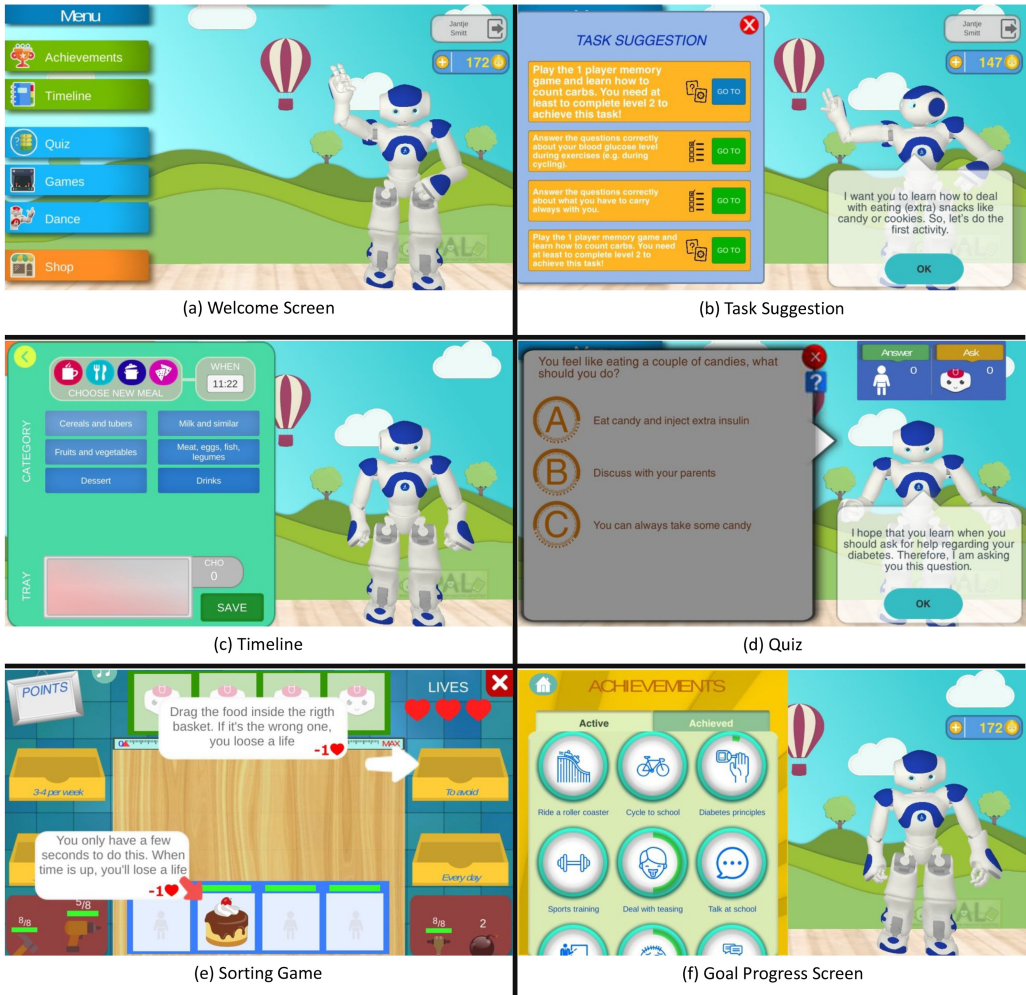 Menu
Achievements
Timeline
Quiz
Games
Dance
Shop
Jantje
Smitt
172
(a) Welcome Screen
TASK SUGGESTION
Play the 1 player memory
game and learn how to
count carbs. You need at
least to complete level 2 to
achieve this task!
GO TO
Answer the questions correctly
about your blood glucose level
during exercises (e.g. during
cycling).
GO TO
Answer the questions correctly
about what you have to carry
always with you.
GO TO
Play the 1 player memory game and
learn how to count carbs. You need
at least to complete level 2 to
achieve this task!
GO TO
Jantje
Smitt
147
I want you to learn how to deal
with eating (extra) snacks like
candy or cookies. So, let's do the
first activity.
OK
(b) Task Suggestion
CHOOSE NEW MEAL
WHEN
11:22
CATEGORY
Cereals and tubers
Milk and similar
Fruits and vegetables
Meat, eggs, fish,
legumes
Dessert
Drinks
TRAY
CHO
0
SAVE
(c) Timeline
You feel like eating a couple of candies, what
should you do?
A
Eat candy and inject extra insulin
B
Discuss with your parents
C
You can always take some candy
?
Answer
Ask
0
0
I hope that you learn when you
should ask for help regarding your
diabetes. Therefore, I am asking
you this question.
OK
(d) Quiz
POINTS
LIVES
Drag the food inside the rigth
basket. If it's the wrong one,
you loose a life
-1
MAX
3-4 per week
To avoid
You only have a few
seconds to do this. When
time is up, you'll lose a life
-1
Every day
8/8
5/8
8/8
2
(e) Sorting Game
ACHIEVEMENTS
Active
Achieved
Ride a roller coaster
Cycle to school
Diabetes principles
Sports training
Deal with teasing
Talk at school
172
(f) Goal Progress Screen